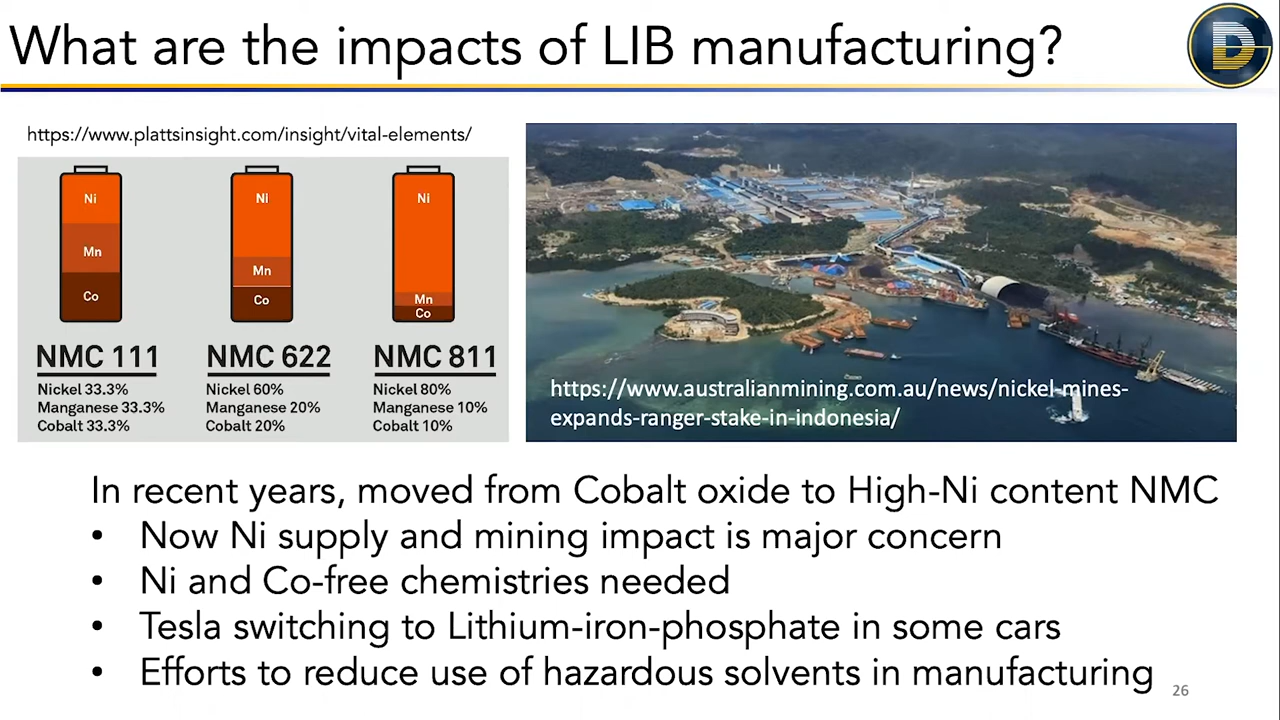 What are the impacts of LIB manufacturing?
https://www.plattsinsight.com/insight/vital-elements/
Ni
Mn
Co
NMC 111
Nickel 33.3%
Manganese 33.3%
Cobalt 33.3%
Ni
Mn
Co
NMC 622
Nickel 60%
Manganese 20%
Cobalt 20%
Ni
Mn
Co
NMC 811
Nickel 80%
Manganese 10%
Cobalt 10%
https://www.australianmining.com.au/news/nickel-mines-
expands-ranger-stake-in-indonesia/
In recent years, moved from Cobalt oxide to High-Ni content NMC
• Now Ni supply and mining impact is major concern
• Ni and Co-free chemistries needed
• Tesla switching to Lithium-iron-phosphate in some cars
• Efforts to reduce use of hazardous solvents in manufacturing
26